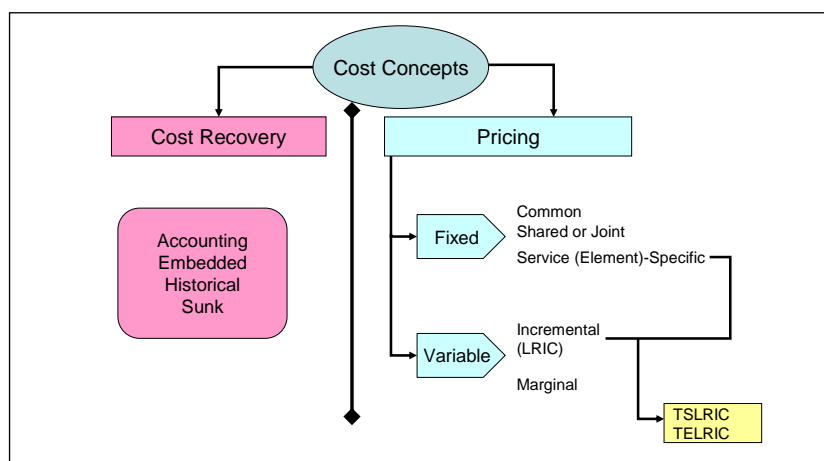 Cost Concepts
Cost Recovery
Pricing
Accounting
Embedded
Historical
Sunk
Fixed
Common
Shared or Joint
Service (Element)-Specific
Variable
Incremental
(LRIC)
Marginal
TSLRIC
TELRIC